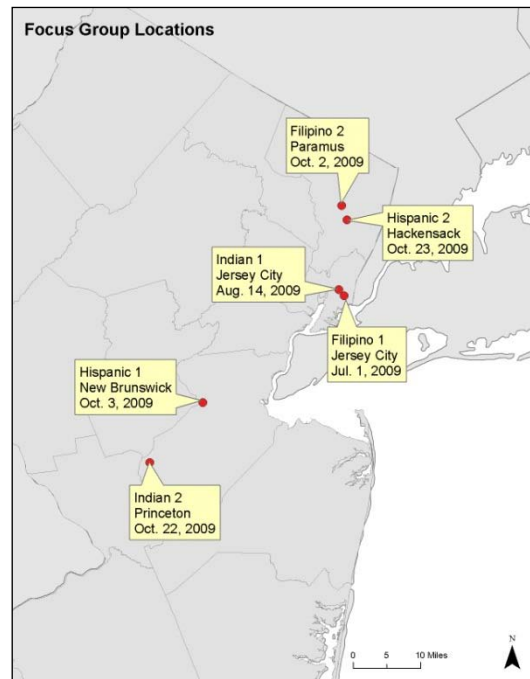 Focus Group Locations
Filipino 2
Paramus
Oct. 2, 2009
Hispanic 2
Hackensack
Oct. 23, 2009
Indian 1
Jersey City
Aug. 14, 2009
Filipino 1
Jersey City
Jul. 1, 2009
Hispanic 1
New Brunswick
Oct. 3, 2009
Indian 2
Princeton
Oct. 22, 2009
N
0 5 10 Miles